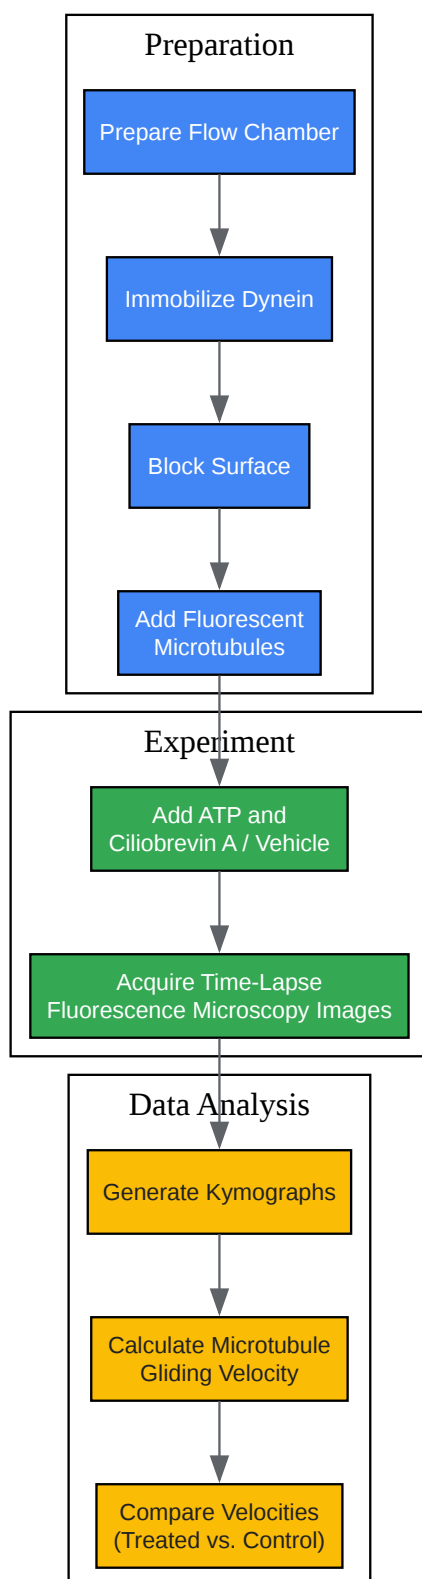 Preparation
Prepare Flow Chamber
Immobilize Dynein
Block Surface
Add Fluorescent
Microtubules
Experiment
Add ATP and
Ciliobrevin A / Vehicle
Acquire Time-Lapse
Fluorescence Microscopy Images
Data Analysis
Generate Kymographs
Calculate Microtubule
Gliding Velocity
Compare Velocities
(Treated vs. Control)